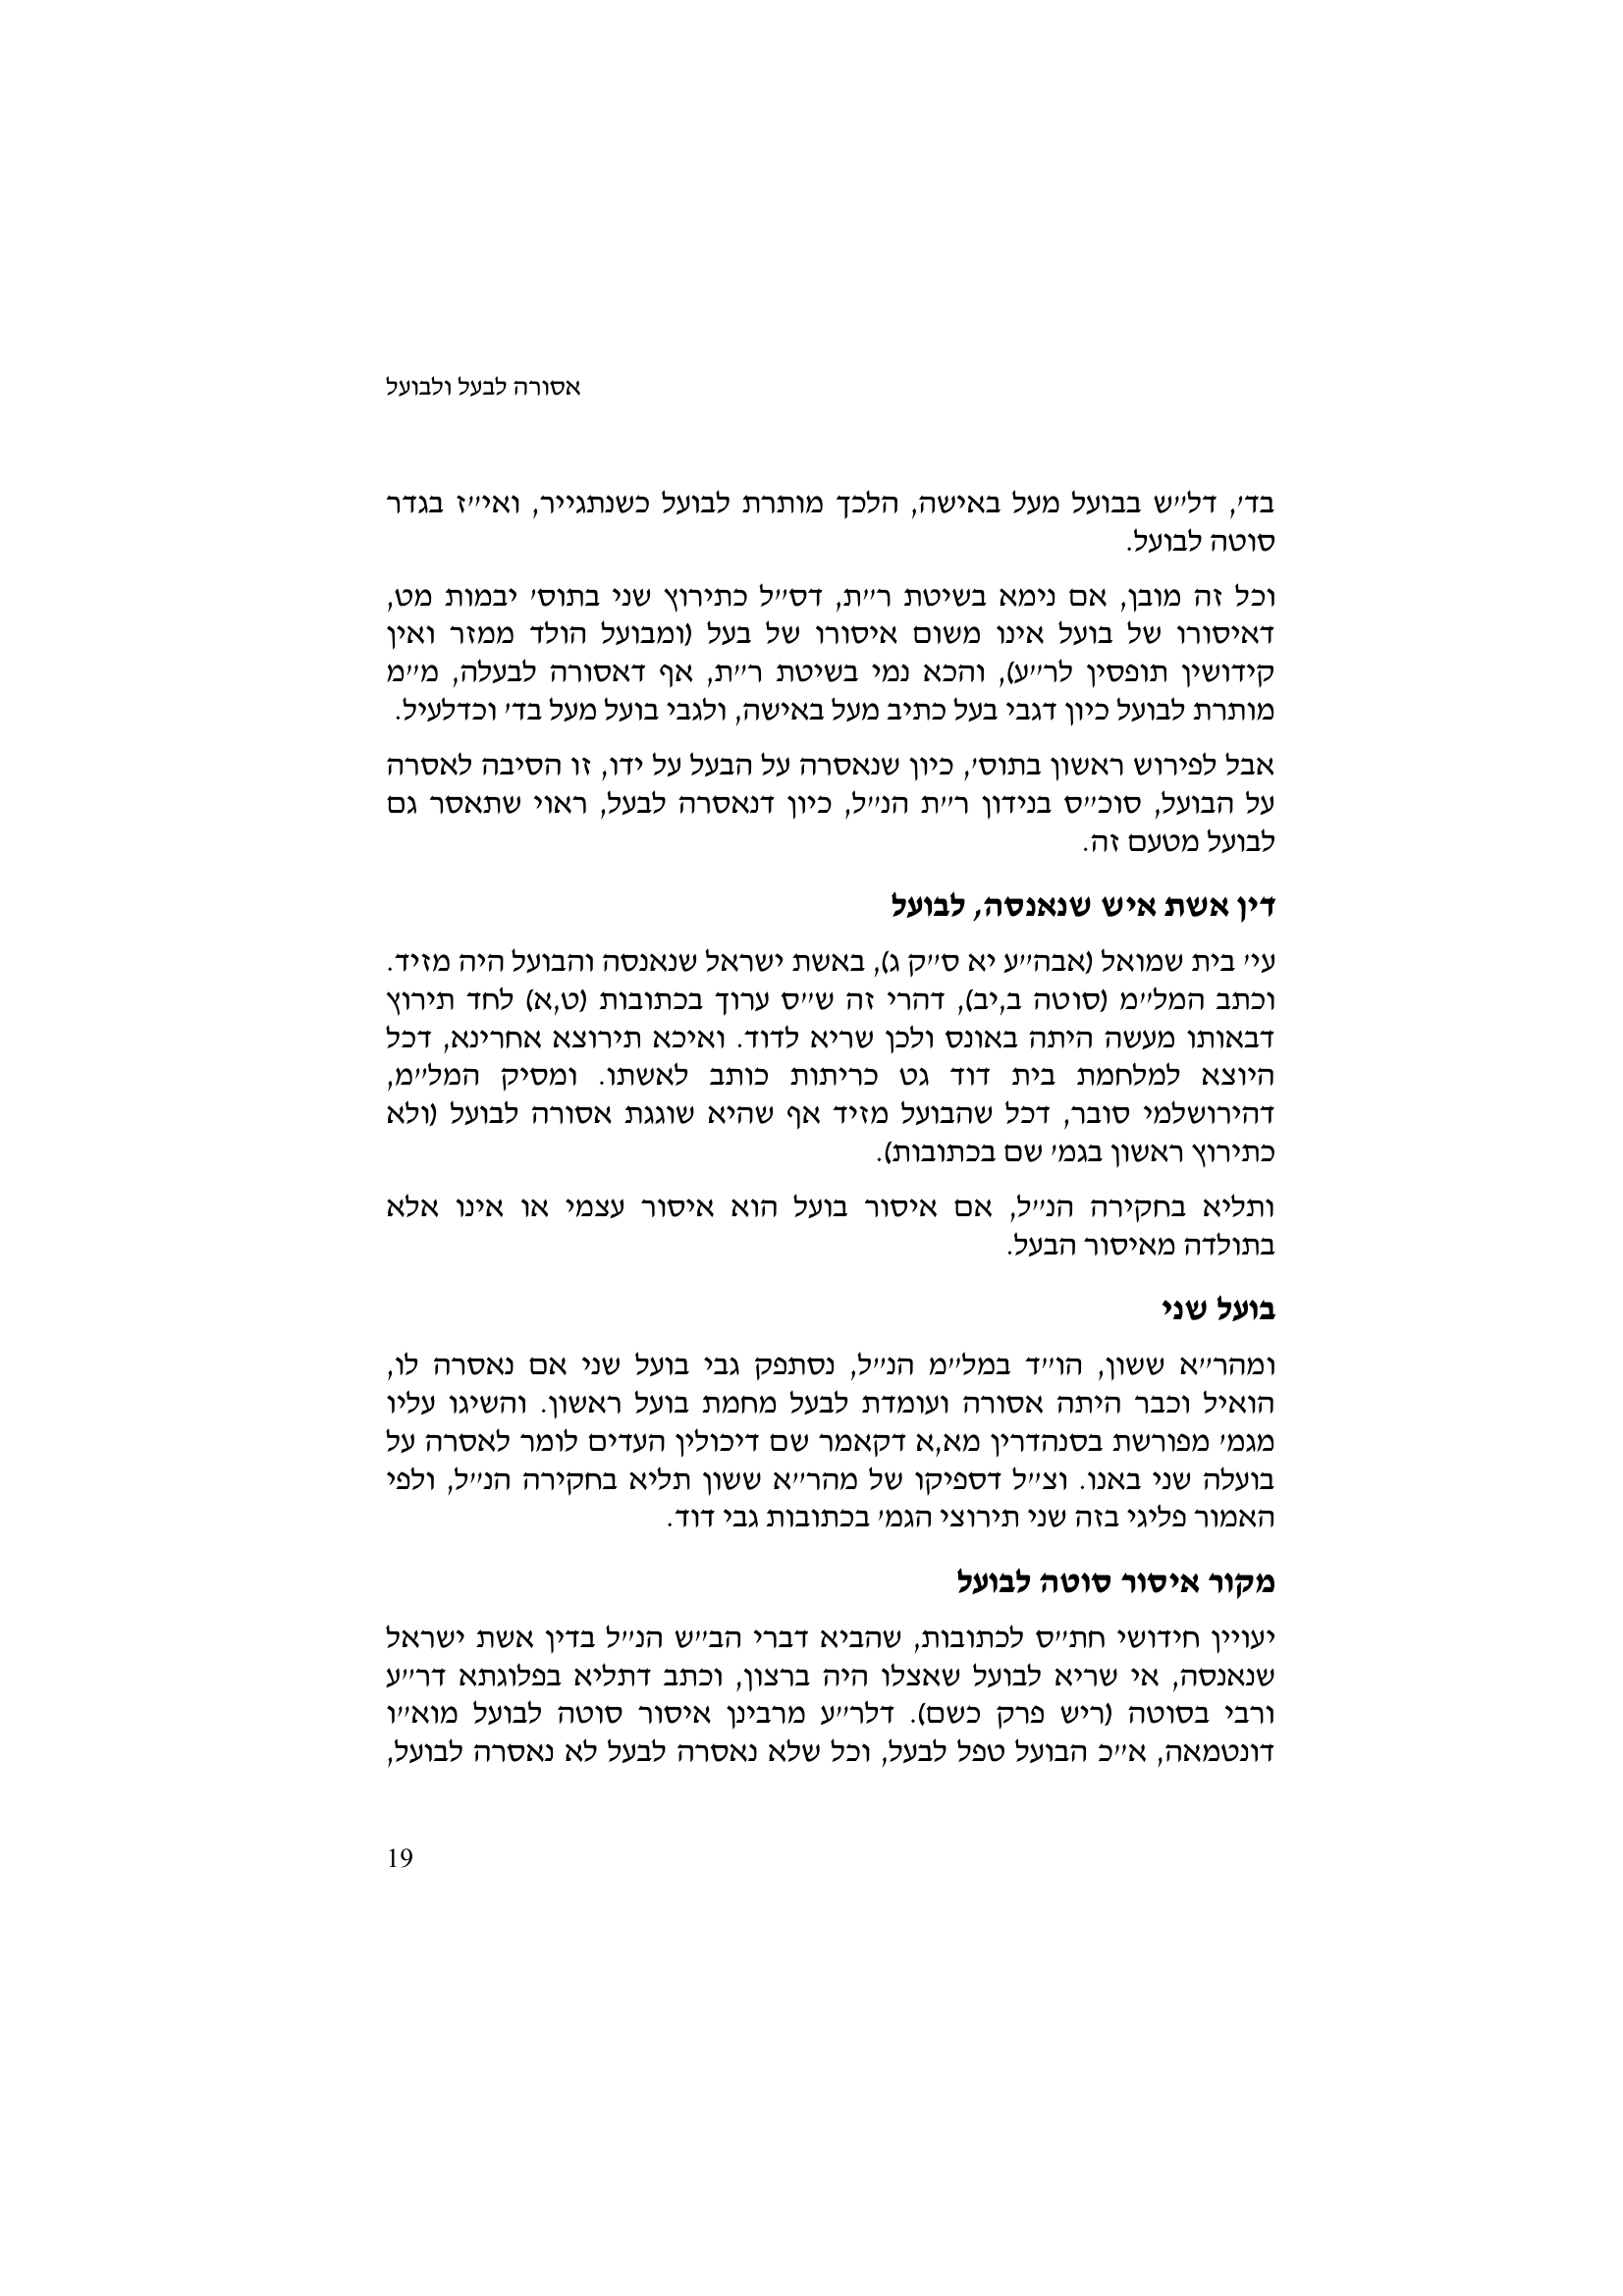 אסורה לבעל ולבועל
בד׳, דל״ש בבועל מעל באישה, הלכך מותרת לבועל כשנתגייר, ואי״ז בגדר
סוטה לבועל.
וכל זה מובן, אם נימא בשיטת ר״ת, דס״ל כתירוץ שני בתוס׳ יבמות מט,
דאיסורו של בועל אינו משום איסורו של בעל (ומבועל הולד ממזר ואין
קידושין תופסין לר״ע), והכא נמי בשיטת ר״ת, אף דאסורה לבעלה, מ״מ
מותרת לבועל כיון דגבי בעל כתיב מעל באישה, ולגבי בועל מעל בד׳ וכדלעיל.
אבל לפירוש ראשון בתוס׳, כיון שנאסרה על הבעל על ידו, זו הסיבה לאסרה
על הבועל, סוכ״ס בנידון ר״ת הנ״ל, כיון דנאסרה לבעל, ראוי שתאסר גם
לבועל מטעם זה.
דין אשת איש שנאנסה, לבועל
עי׳ בית שמואל (אבה״ע יא ס״ק ג), באשת ישראל שנאנסה והבועל היה מזיד.
וכתב המל״מ (סוטה ב,יב), דהרי זה ש״ס ערוך בכתובות (ט,א) לחד תירוץ
דבאותו מעשה היתה באונס ולכן שריא לדוד. ואיכא תירוצא אחרינא, דכל
היוצא למלחמת בית דוד גט כריתות כותב לאשתו. ומסיק המל״מ,
דהירושלמי סובר, דכל שהבועל מזיד אף שהיא שוגגת אסורה לבועל (ולא
כתירוץ ראשון בגמ׳ שם בכתובות).
ותליא בחקירה הנ״ל, אם איסור בועל הוא איסור עצמי או אינו אלא
בתולדה מאיסור הבעל.
בועל שני
ומהר״א ששון, הו״ד במל״מ הנ״ל, נסתפק גבי בועל שני אם נאסרה לו,
הואיל וכבר היתה אסורה ועומדת לבעל מחמת בועל ראשון. והשיגו עליו
מגמ׳ מפורשת בסנהדרין מא,א דקאמר שם דיכולין העדים לומר לאסרה על
בועלה שני באנו. וצ״ל דספיקו של מהר״א ששון תליא בחקירה הנ״ל, ולפי
האמור פליגי בזה שני תירוצי הגמ׳ בכתובות גבי דוד.
מקור איסור סוטה לבועל
יעויין חידושי חת״ס לכתובות, שהביא דברי הב״ש הנ״ל בדין אשת ישראל
שנאנסה, אי שריא לבועל שאצלו היה ברצון, וכתב דתליא בפלוגתא דר״ע
ורבי בסוטה (ריש פרק כשם). דלר״ע מרבינן איסור סוטה לבועל מוא״ו
דונטמאה, א״כ הבועל טפל לבעל, וכל שלא נאסרה לבעל לא נאסרה לבועל,
19